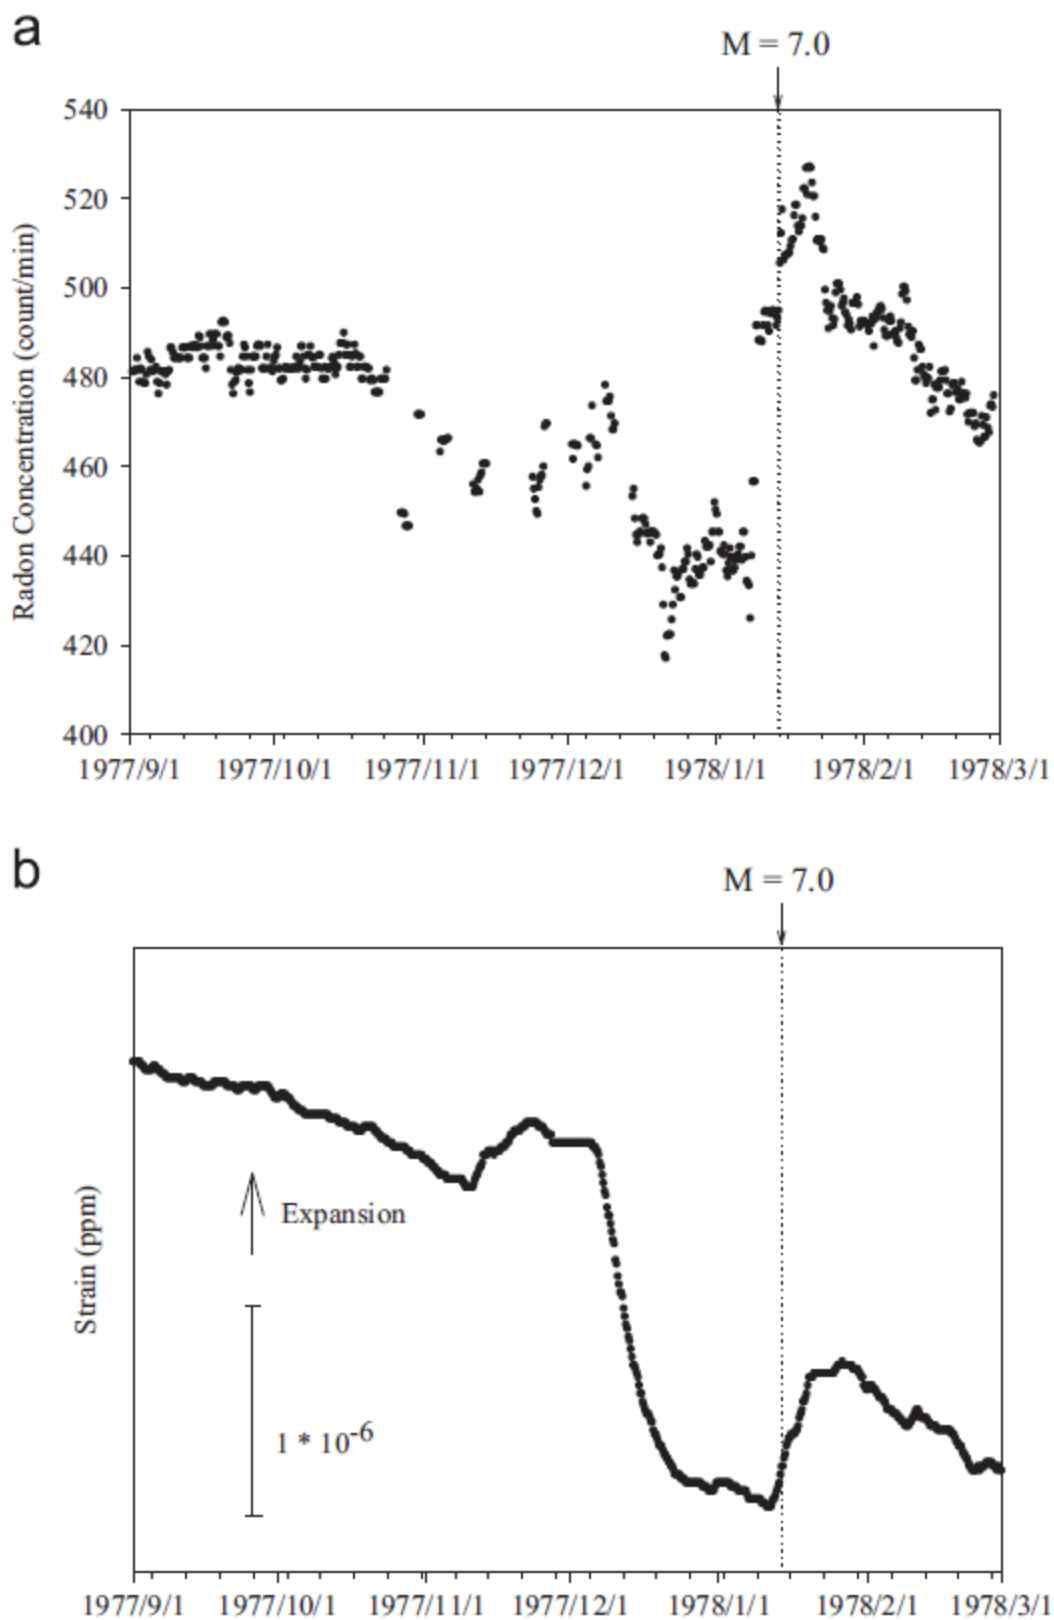 a
M = 7.0
540
520
500
480
460
440
420
400
Radon Concentration (count/min)
1977/9/1 1977/10/1 1977/11/1 1977/12/1 1978/1/1 1978/2/1 1978/3/1
b
M = 7.0
Strain (ppm)
Expansion
1 * 10-6
1977/9/1 1977/10/1 1977/11/1 1977/12/1 1978/1/1 1978/2/1 1978/3/1